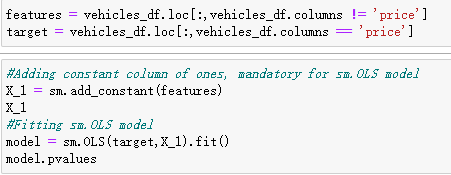 features = vehicles_df.loc[:,vehicles_df.columns != 'price']
target = vehicles_df.loc[:,vehicles_df.columns == 'price']
#Adding constant column of ones, mandatory for sm.OLS model
X_1 = sm.add_constant(features)
X_1
#Fitting sm.OLS model
model = sm.OLS(target,X_1).fit()
model.pvalues